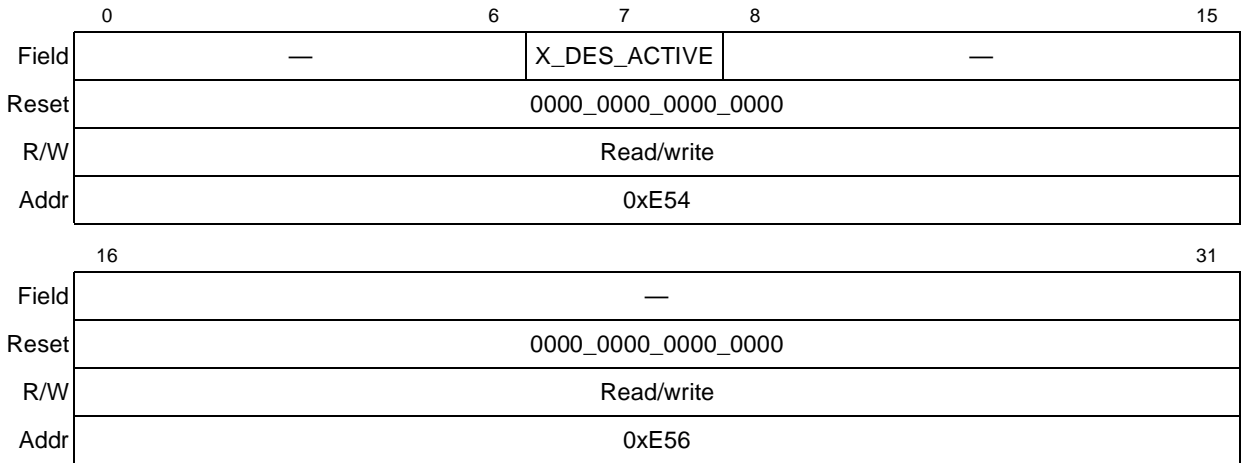 0 6 7 8 15
Field — X_DES_ACTIVE —
Reset 0000_0000_0000_0000
R/W Read/write
Addr 0xE54
16 31
Field —
Reset 0000_0000_0000_0000
R/W Read/write
Addr 0xE56